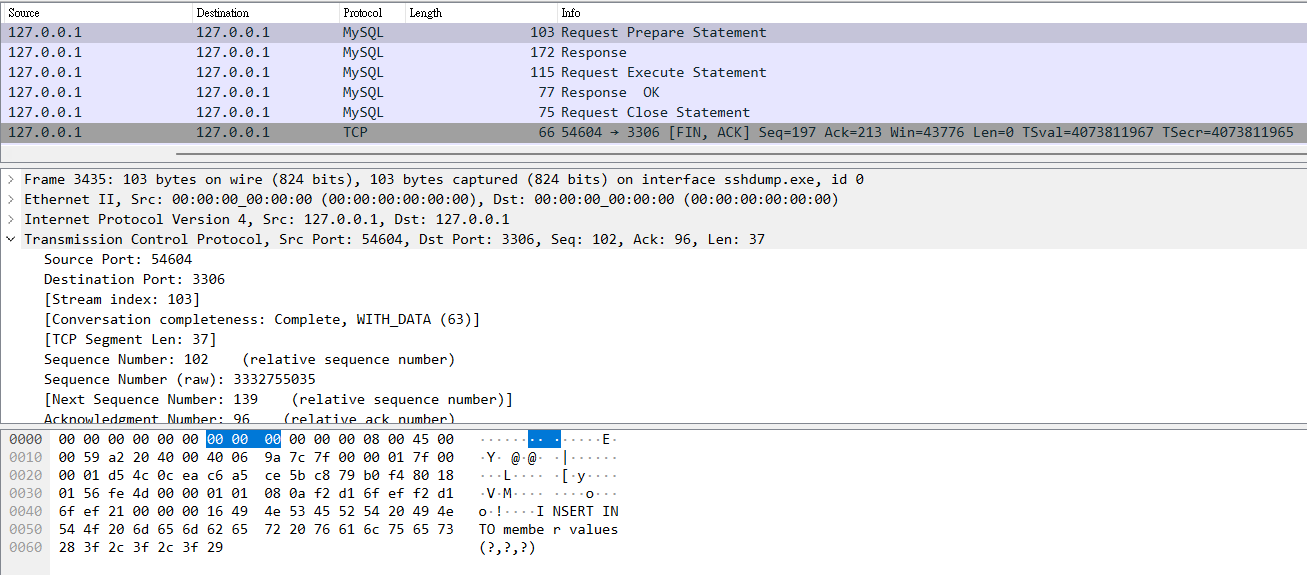 Source Destination Protocol Length Info
127.0.0.1 127.0.0.1 MySQL 103 Request Prepare Statement
127.0.0.1 127.0.0.1 MySQL 172 Response
127.0.0.1 127.0.0.1 MySQL 115 Request Execute Statement
127.0.0.1 127.0.0.1 MySQL 77 Response  OK
127.0.0.1 127.0.0.1 MySQL 75 Request Close Statement
127.0.0.1 127.0.0.1 TCP 66 54604 → 3306 [FIN, ACK] Seq=197 Ack=213 Win=43776 Len=0 TSval=4073811967 TSecr=4073811965
Frame 3435: 103 bytes on wire (824 bits), 103 bytes captured (824 bits) on interface sshdump.exe, id 0
Ethernet II, Src: 00:00:00_00:00:00 (00:00:00:00:00:00), Dst: 00:00:00_00:00:00 (00:00:00:00:00:00)
Internet Protocol Version 4, Src: 127.0.0.1, Dst: 127.0.0.1
Transmission Control Protocol, Src Port: 54604, Dst Port: 3306, Seq: 102, Ack: 96, Len: 37
Source Port: 54604
Destination Port: 3306
[Stream index: 103]
[Conversation completeness: Complete, WITH_DATA (63)]
[TCP Segment Len: 37]
Sequence Number: 102    (relative sequence number)
Sequence Number (raw): 3332755035
[Next Sequence Number: 139    (relative sequence number)]
Acknowledgment Number: 96    (relative ack number)
0000 00 00 00 00 00 00 00 00 00 00 00 00 08 00 45 00 ········ ······E·
0010 00 59 a2 20 40 00 40 06 9a 7c 7f 00 00 01 7f 00 ·Y· @·@· ·|······
0020 00 01 d5 4c 0c ea c6 a5 ce 5b c8 79 b0 f4 80 18 ···L···· ·[·y····
0030 01 56 fe 4d 00 00 01 01 08 0a f2 d1 6f ef f2 d1 ·V·M···· ····o···
0040 6f ef 21 00 00 00 16 49 4e 53 45 52 54 20 49 4e o·!····I NSERT IN
0050 54 4f 20 6d 65 6d 62 65 72 20 76 61 6c 75 65 73 TO membe r values
0060 28 3f 2c 3f 2c 3f 29 (?,?,?)